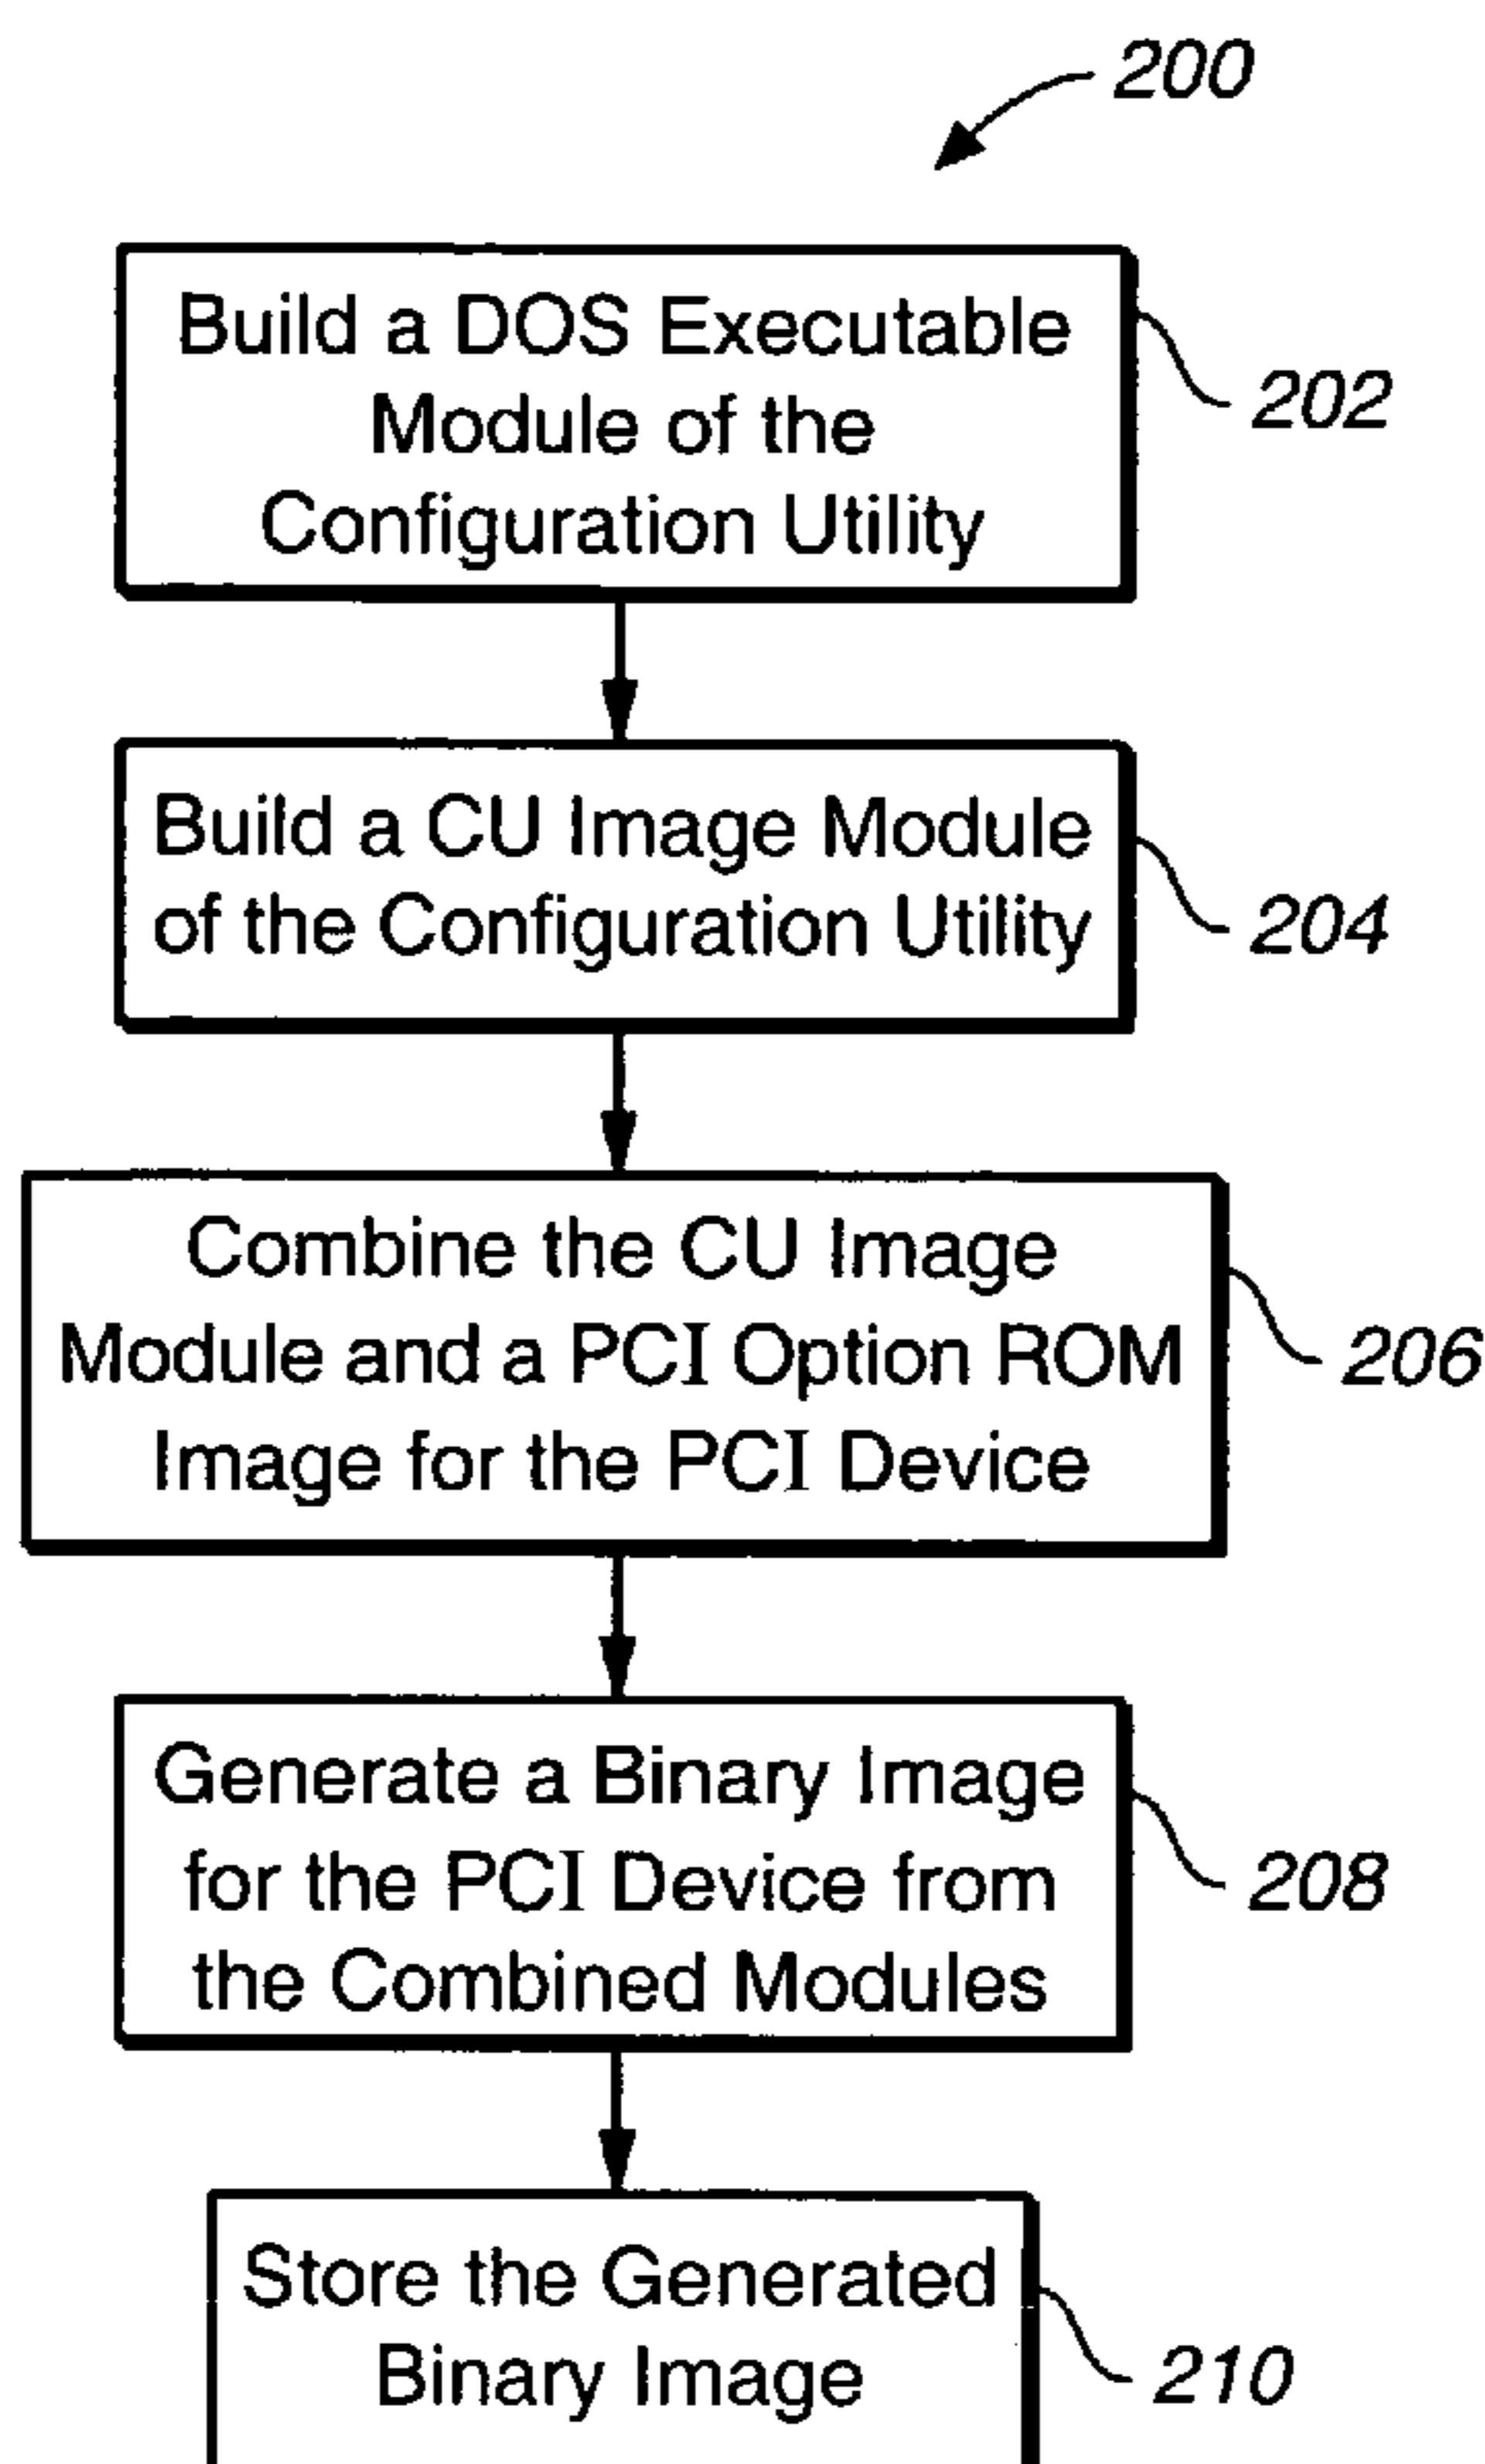 200
Build a DOS Executable
Module of the
Configuration Utility
202
Build a CU Image Module
of the Configuration Utility
204
Combine the CU Image
Module and a PCI Option ROM
Image for the PCI Device
206
Generate a Binary Image
for the PCI Device from
the Combined Modules
208
Store the Generated
Binary Image
210